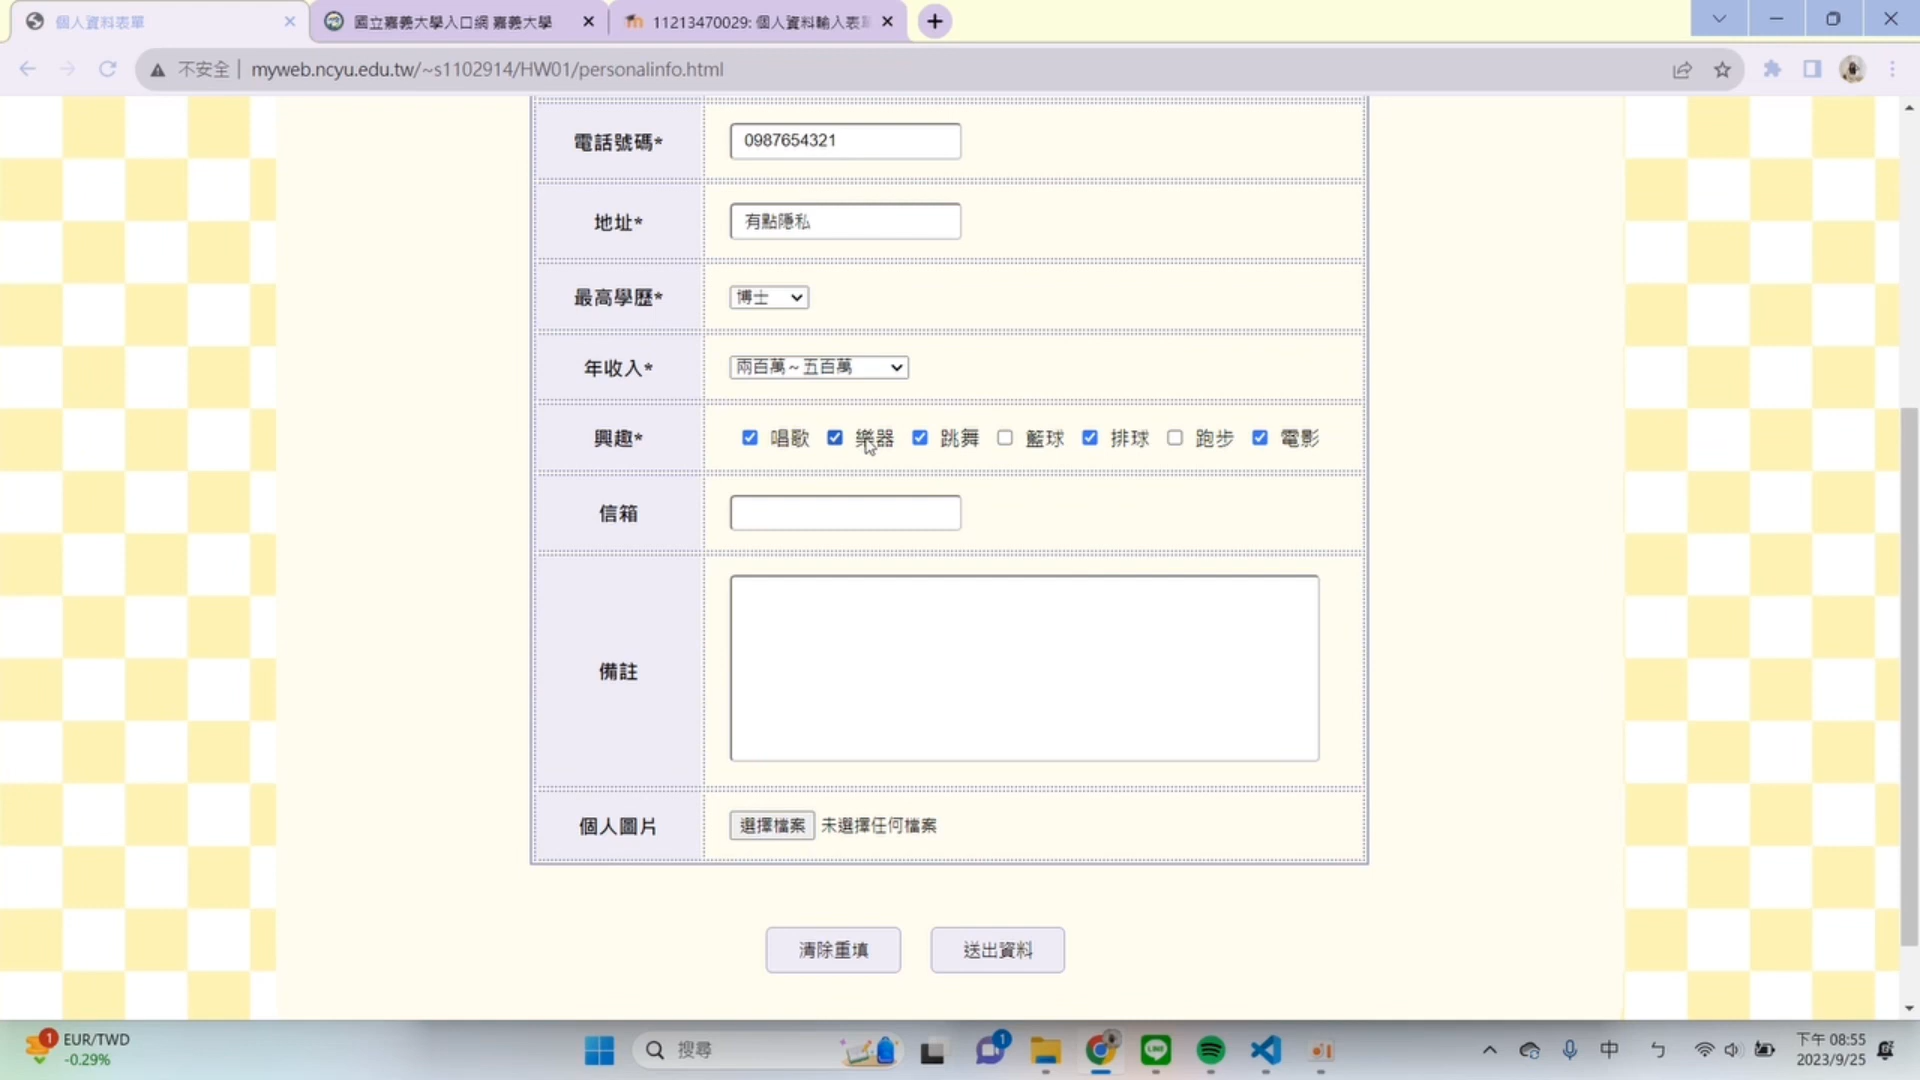 個人資料表單
國立嘉義大學入口網 嘉義大學
11213470029: 個人資料輸入表單
不安全
myweb.ncyu.edu.tw/~s1102914/HW01/personalinfo.html
電話號碼*
0987654321
地址*
有點隱私
最高學歷*
博士
年收入*
兩百萬～五百萬
興趣*
唱歌 樂器 跳舞 籃球 排球 跑步 電影
信箱
備註
個人圖片
選擇檔案 未選擇任何檔案
清除重填
送出資料
1
EUR/TWD
-0.29%
搜尋
1
LINE
中
ㄅ
下午 08:55
2023/9/25